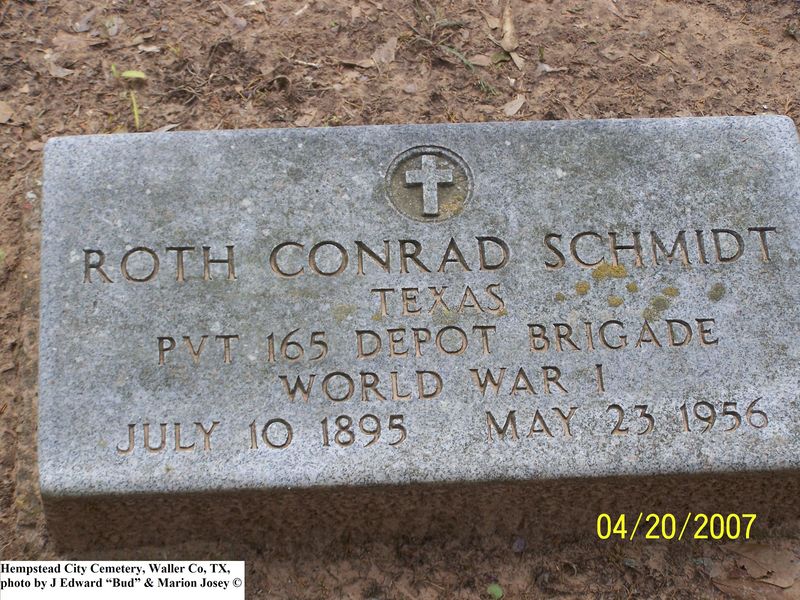 ROTH CONRAD SCHMIDT
TEXAS
PVT 165 DEPOT BRIGADE
WORLD WAR I
JULY 10 1895 MAY 23 1956
04/20/2007
Hempstead City Cemetery, Waller Co, TX,
photo by J Edward “Bud” & Marion Josey ©